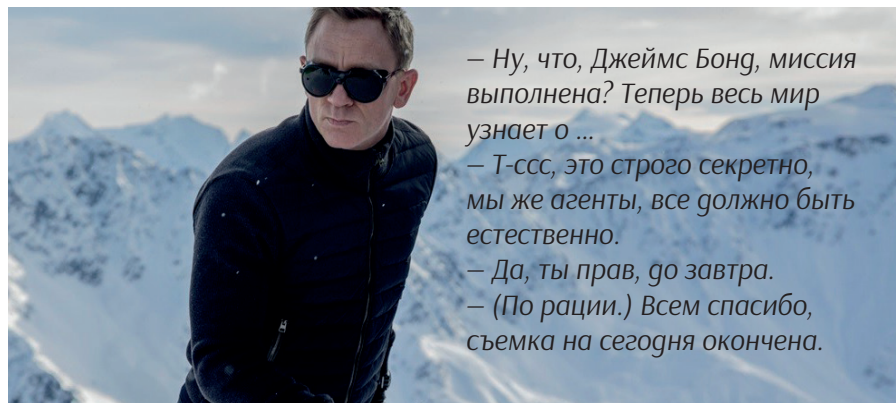 — Ну, что, Джеймс Бонд, миссия
выполнена? Теперь весь мир
узнает о ...
— Т-ссс, это строго секретно,
мы же агенты, все должно быть
естественно.
— Да, ты прав, до завтра.
— (По рации.) Всем спасибо,
съемка на сегодня окончена.